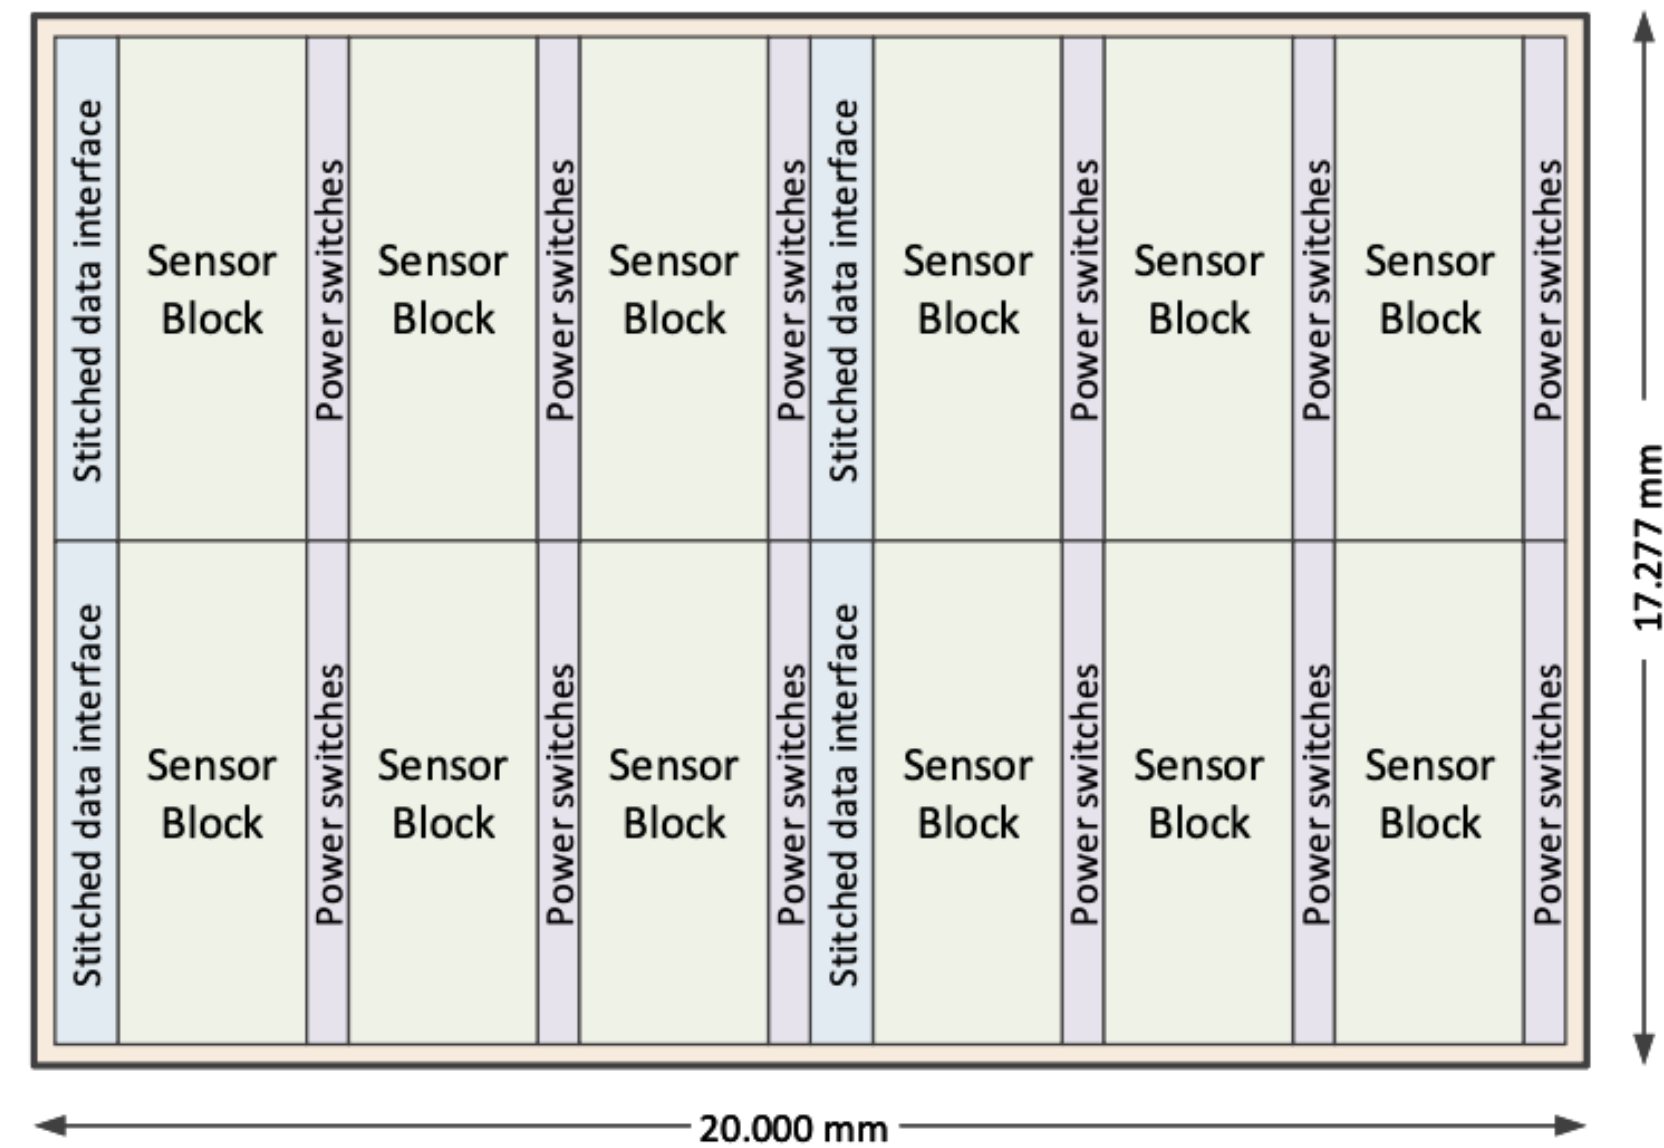 Stitched data interface
Sensor
Block
Power switches
Sensor
Block
Power switches
Sensor
Block
Power switches
Stitched data interface
Sensor
Block
Power switches
Sensor
Block
Power switches
Sensor
Block
Power switches
Stitched data interface
Sensor
Block
Power switches
Sensor
Block
Power switches
Sensor
Block
Power switches
Stitched data interface
Sensor
Block
Power switches
Sensor
Block
Power switches
Sensor
Block
Power switches
17.277 mm
20.000 mm